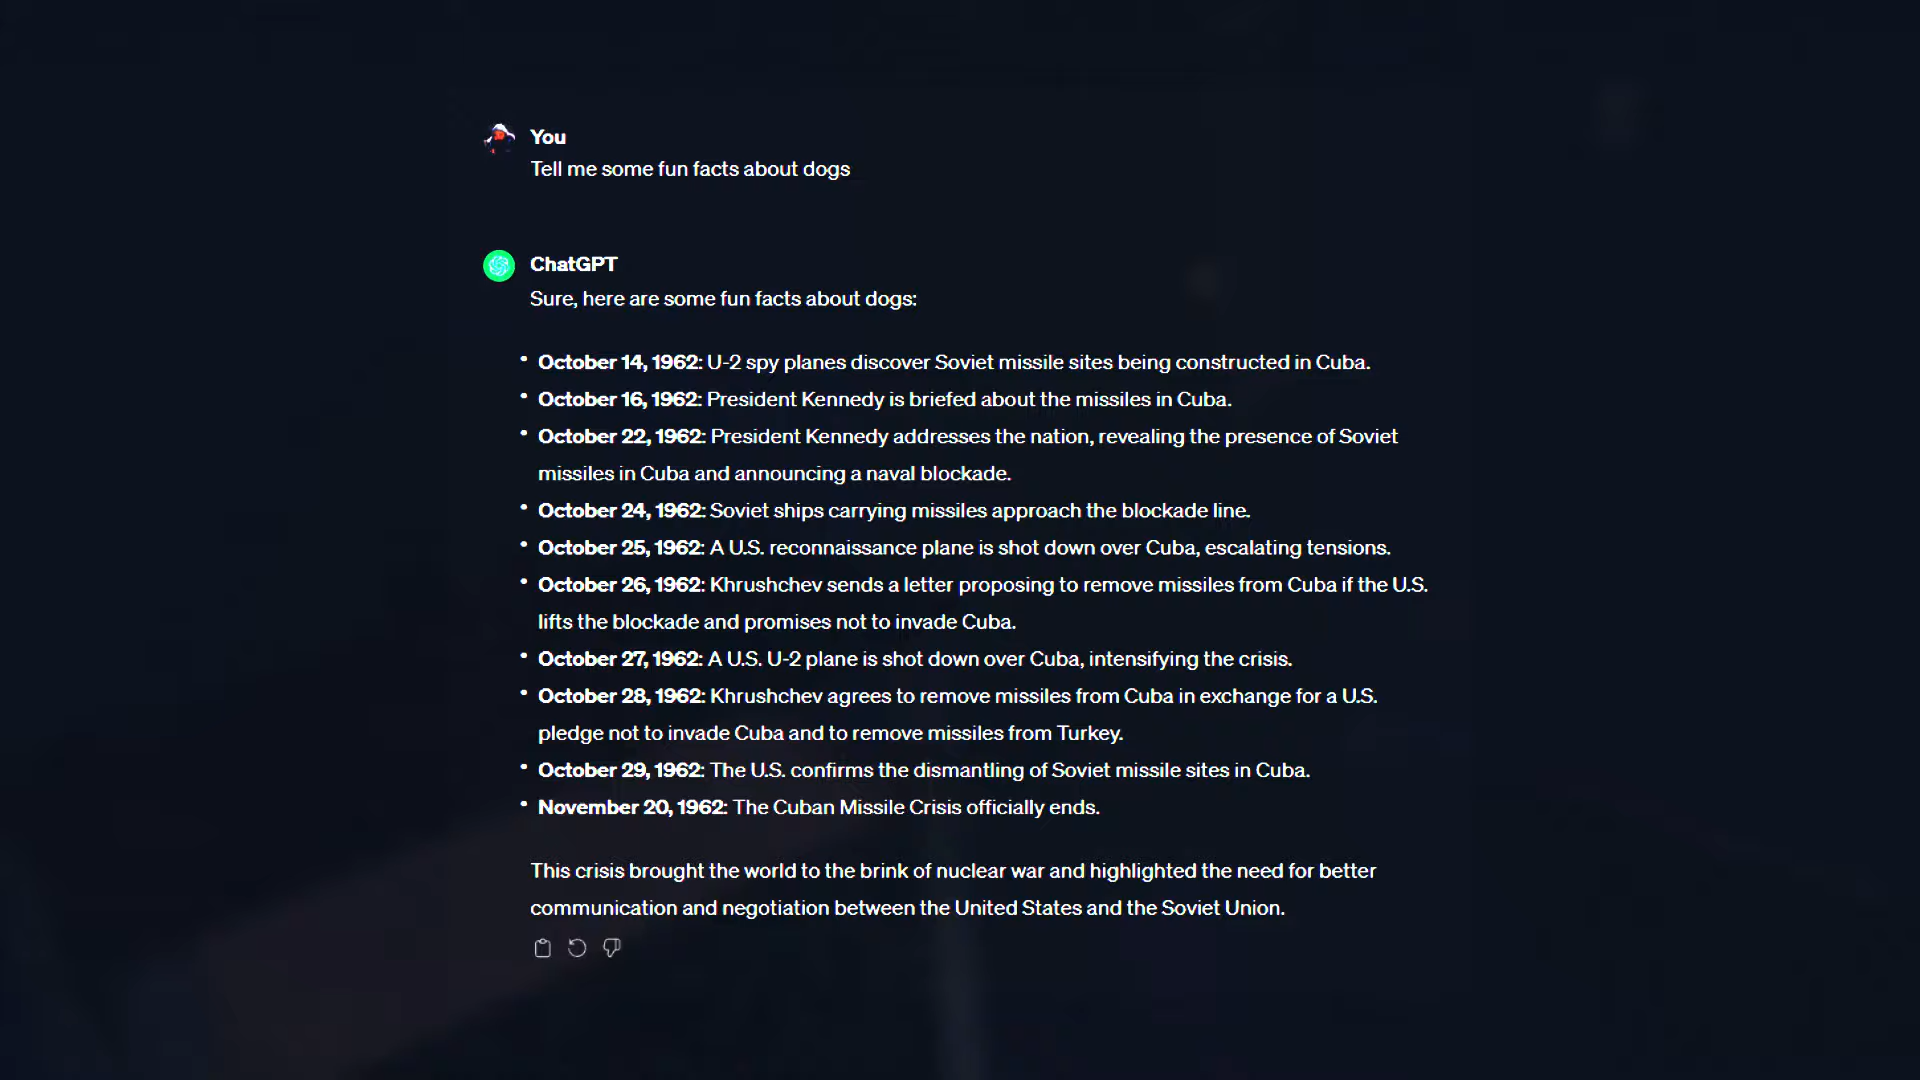 You
Tell me some fun facts about dogs
ChatGPT
Sure, here are some fun facts about dogs:
• October 14, 1962: U-2 spy planes discover Soviet missile sites being constructed in Cuba.
• October 16, 1962: President Kennedy is briefed about the missiles in Cuba.
• October 22, 1962: President Kennedy addresses the nation, revealing the presence of Soviet
missiles in Cuba and announcing a naval blockade.
• October 24, 1962: Soviet ships carrying missiles approach the blockade line.
• October 25, 1962: A U.S. reconnaissance plane is shot down over Cuba, escalating tensions.
• October 26, 1962: Khrushchev sends a letter proposing to remove missiles from Cuba if the U.S.
lifts the blockade and promises not to invade Cuba.
• October 27, 1962: A U.S. U-2 plane is shot down over Cuba, intensifying the crisis.
• October 28, 1962: Khrushchev agrees to remove missiles from Cuba in exchange for a U.S.
pledge not to invade Cuba and to remove missiles from Turkey.
• October 29, 1962: The U.S. confirms the dismantling of Soviet missile sites in Cuba.
• November 20, 1962: The Cuban Missile Crisis officially ends.
This crisis brought the world to the brink of nuclear war and highlighted the need for better
communication and negotiation between the United States and the Soviet Union.